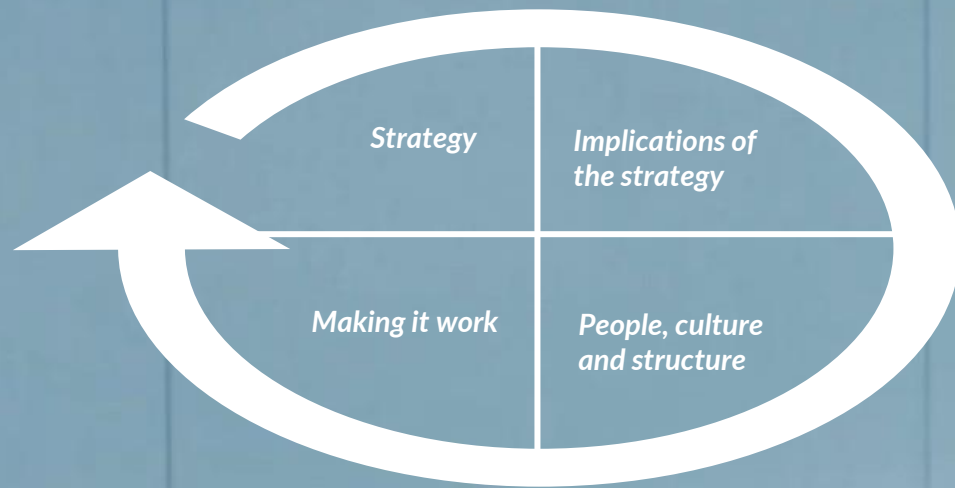 Strategy
Implications of
the strategy
Making it work
People, culture
and structure